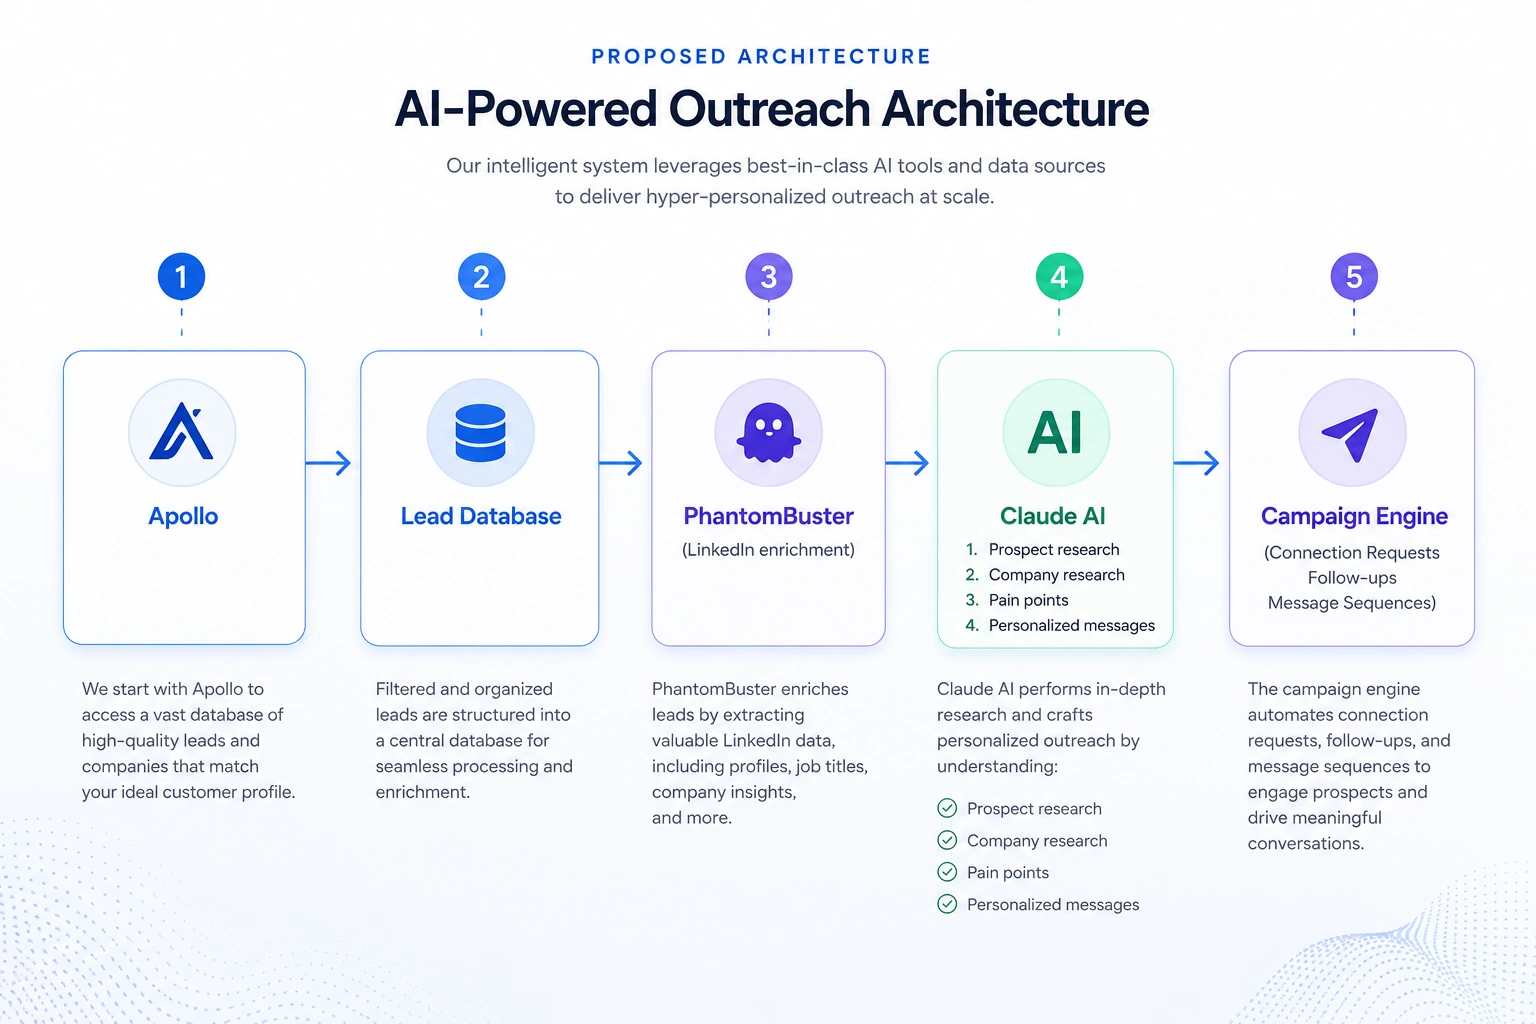 PROPOSED ARCHITECTURE
AI-Powered Outreach Architecture
Our intelligent system leverages best-in-class AI tools and data sources
to deliver hyper-personalized outreach at scale.
1
2
3
4
5
Apollo
Lead Database
PhantomBuster
(LinkedIn enrichment)
AI
Claude AI
1. Prospect research
2. Company research
3. Pain points
4. Personalized messages
Campaign Engine
(Connection Requests
Follow-ups
Message Sequences)
We start with Apollo to
access a vast database of
high-quality leads and
companies that match
your ideal customer profile.
Filtered and organized
leads are structured into
a central database for
seamless processing and
enrichment.
PhantomBuster enriches
leads by extracting
valuable LinkedIn data,
including profiles, job titles,
company insights,
and more.
Claude AI performs in-depth
research and crafts
personalized outreach by
understanding:
Prospect research
Company research
Pain points
Personalized messages
The campaign engine
automates connection
requests, follow-ups, and
message sequences to
engage prospects and
drive meaningful
conversations.